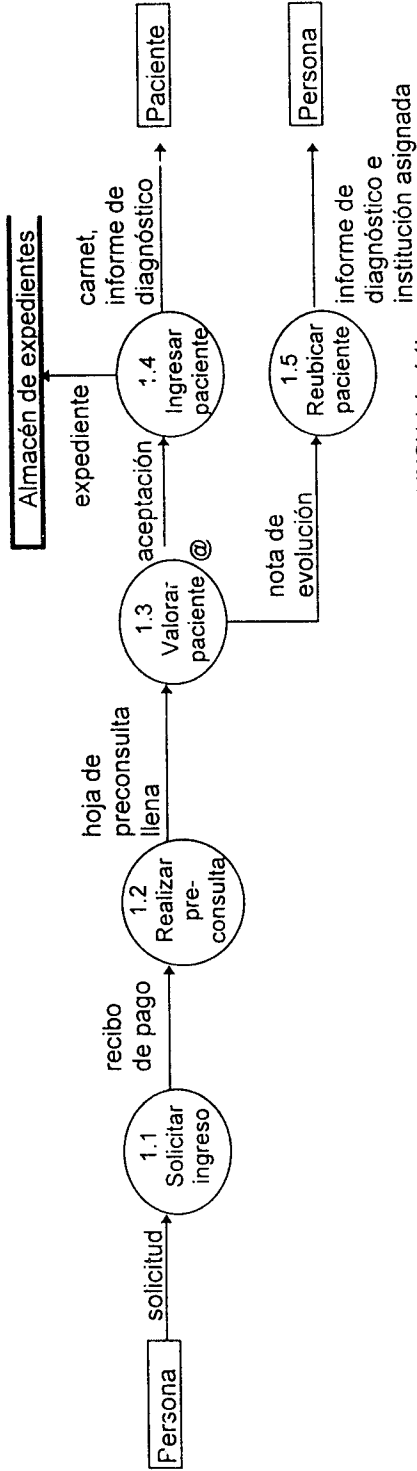 Persona
solicitud
1.1
Solicitar
ingreso
recibo
de pago
1.2
Realizar
pre-
consulta
hoja de
preconsulta
llena
1.3
Valorar
paciente
@
aceptación
nota de
evolución
Almacén de expedientes
expediente
1.4
Ingresar
paciente
carnet,
informe de
diagnóstico
Paciente
1.5
Reubicar
paciente
informe de
diagnóstico e
institución asignada
Persona